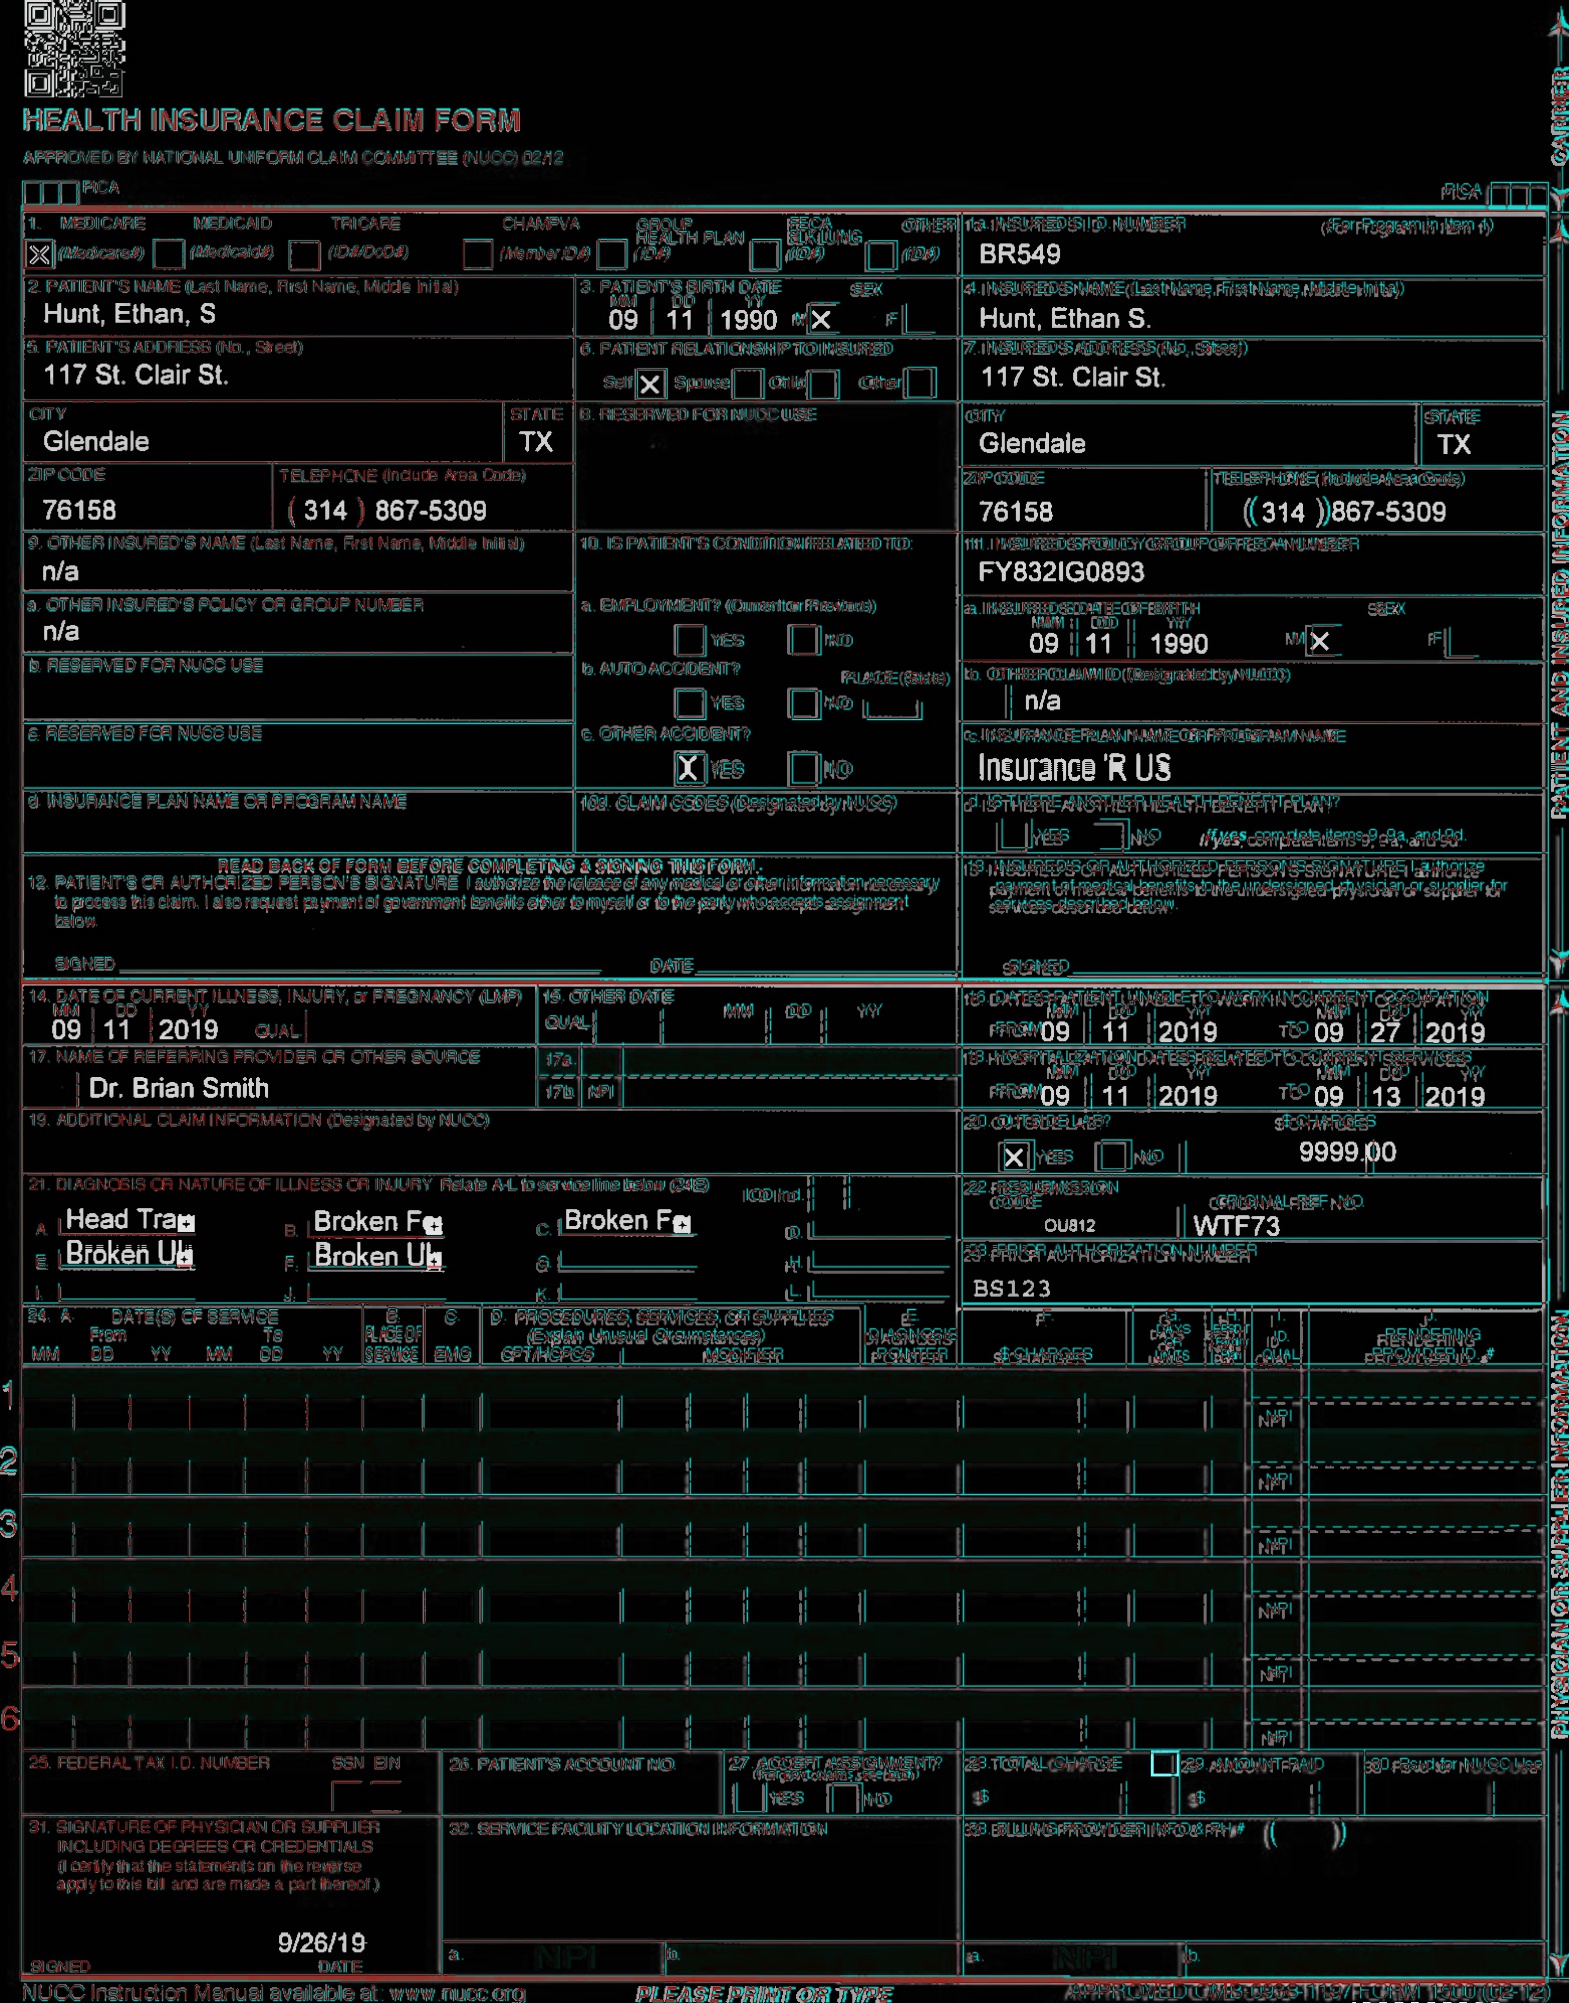 HEALTH INSURANCE CLAIM FORM
APPROVED BY NATIONAL UNIFORM CLAIM COMMITTEE (NUCC) 02/12
PICA PICA
CARRIER
1. MEDICARE MEDICAID TRICARE CHAMPVA GROUP HEALTH PLAN FECA BLK LUNG OTHER
(Medicare#) (Medicaid#) (ID#/DoD#) (Member ID#) (ID#) (ID#) (ID#)
1a. INSURED'S I.D. NUMBER (For Program in Item 1)
BR549
2. PATIENT'S NAME (Last Name, First Name, Middle Initial)
Hunt, Ethan, S
3. PATIENT'S BIRTH DATE SEX
MM DD YY
09 11 1990 M X F
4. INSURED'S NAME (Last Name, First Name, Middle Initial)
Hunt, Ethan S.
5. PATIENT'S ADDRESS (No., Street)
117 St. Clair St.
6. PATIENT RELATIONSHIP TO INSURED
Self X Spouse Child Other
7. INSURED'S ADDRESS (No., Street)
117 St. Clair St.
CITY STATE
Glendale TX
8. RESERVED FOR NUCC USE
CITY STATE
Glendale TX
ZIP CODE TELEPHONE (Include Area Code)
76158 ( 314 ) 867-5309
ZIP CODE TELEPHONE (Include Area Code)
76158 ( 314 ) 867-5309
9. OTHER INSURED'S NAME (Last Name, First Name, Middle Initial)
n/a
10. IS PATIENT'S CONDITION RELATED TO:
11. INSURED'S POLICY GROUP OR FECA NUMBER
FY832IG0893
a. OTHER INSURED'S POLICY OR GROUP NUMBER
n/a
a. EMPLOYMENT? (Current or Previous)
YES NO
a. INSURED'S DATE OF BIRTH SEX
MM DD YY
09 11 1990 M X F
b. RESERVED FOR NUCC USE
b. AUTO ACCIDENT? PLACE (State)
YES NO
b. OTHER CLAIM ID (Designated by NUCC)
n/a
c. RESERVED FOR NUCC USE
c. OTHER ACCIDENT?
X YES NO
c. INSURANCE PLAN NAME OR PROGRAM NAME
Insurance 'R US
d. INSURANCE PLAN NAME OR PROGRAM NAME
10d. CLAIM CODES (Designated by NUCC)
d. IS THERE ANOTHER HEALTH BENEFIT PLAN?
YES NO If yes, complete items 9, 9a, and 9d.
PATIENT AND INSURED INFORMATION
READ BACK OF FORM BEFORE COMPLETING & SIGNING THIS FORM.
12. PATIENT'S OR AUTHORIZED PERSON'S SIGNATURE I authorize the release of any medical or other information necessary
to process this claim. I also request payment of government benefits either to myself or to the party who accepts assignment
below.
SIGNED DATE
13. INSURED'S OR AUTHORIZED PERSON'S SIGNATURE I authorize
payment of medical benefits to the undersigned physician or supplier for
services described below.
SIGNED
14. DATE OF CURRENT ILLNESS, INJURY, or PREGNANCY (LMP)
MM DD YY
09 11 2019 QUAL.
15. OTHER DATE
QUAL. MM DD YY
16. DATES PATIENT UNABLE TO WORK IN CURRENT OCCUPATION
MM DD YY MM DD YY
FROM 09 11 2019 TO 09 27 2019
17. NAME OF REFERRING PROVIDER OR OTHER SOURCE
Dr. Brian Smith
17a.
17b. NPI
18. HOSPITALIZATION DATES RELATED TO CURRENT SERVICES
MM DD YY MM DD YY
FROM 09 11 2019 TO 09 13 2019
19. ADDITIONAL CLAIM INFORMATION (Designated by NUCC)
20. OUTSIDE LAB? $ CHARGES
X YES NO 9999.00
21. DIAGNOSIS OR NATURE OF ILLNESS OR INJURY Relate A-L to service line below (24E) ICD Ind.
A. Head Trau B. Broken Fe C. Broken Fe D.
E. Broken Ul F. Broken Ul G. H.
I. J. K. L.
22. RESUBMISSION CODE ORIGINAL REF. NO.
OU812 WTF73
23. PRIOR AUTHORIZATION NUMBER
BS123
24. A. DATE(S) OF SERVICE B. C. D. PROCEDURES, SERVICES, OR SUPPLIES E. F. G. H. I. J.
From To PLACE OF (Explain Unusual Circumstances) DIAGNOSIS DAYS OR UNITS ID. RENDERING
MM DD YY MM DD YY SERVICE EMG CPT/HCPCS MODIFIER POINTER $ CHARGES QUAL. PROVIDER ID. #
1 NPI
2 NPI
3 NPI
4 NPI
5 NPI
6 NPI
PHYSICIAN OR SUPPLIER INFORMATION
25. FEDERAL TAX I.D. NUMBER SSN EIN
26. PATIENT'S ACCOUNT NO.
27. ACCEPT ASSIGNMENT?
YES NO
28. TOTAL CHARGE
$
29. AMOUNT PAID
$
30. Rsvd for NUCC Use
31. SIGNATURE OF PHYSICIAN OR SUPPLIER
INCLUDING DEGREES OR CREDENTIALS
(I certify that the statements on the reverse
apply to this bill and are made a part thereof.)
9/26/19
SIGNED DATE
32. SERVICE FACILITY LOCATION INFORMATION
a. NPI b.
33. BILLING PROVIDER INFO & PH # ( )
a. NPI b.
NUCC Instruction Manual available at: www.nucc.org PLEASE PRINT OR TYPE APPROVED OMB-0938-1197 FORM 1500 (02-12)